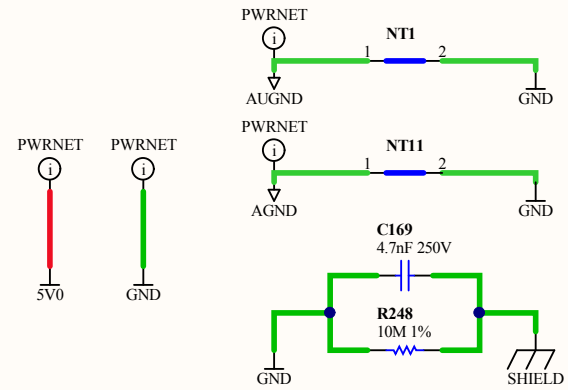 PWRNET
i
NT1
1
2
AUGND
GND
PWRNET
i
NT11
1
2
AGND
GND
PWRNET
i
5V0
PWRNET
i
GND
C169
4.7nF 250V
R248
10M 1%
GND
SHIELD